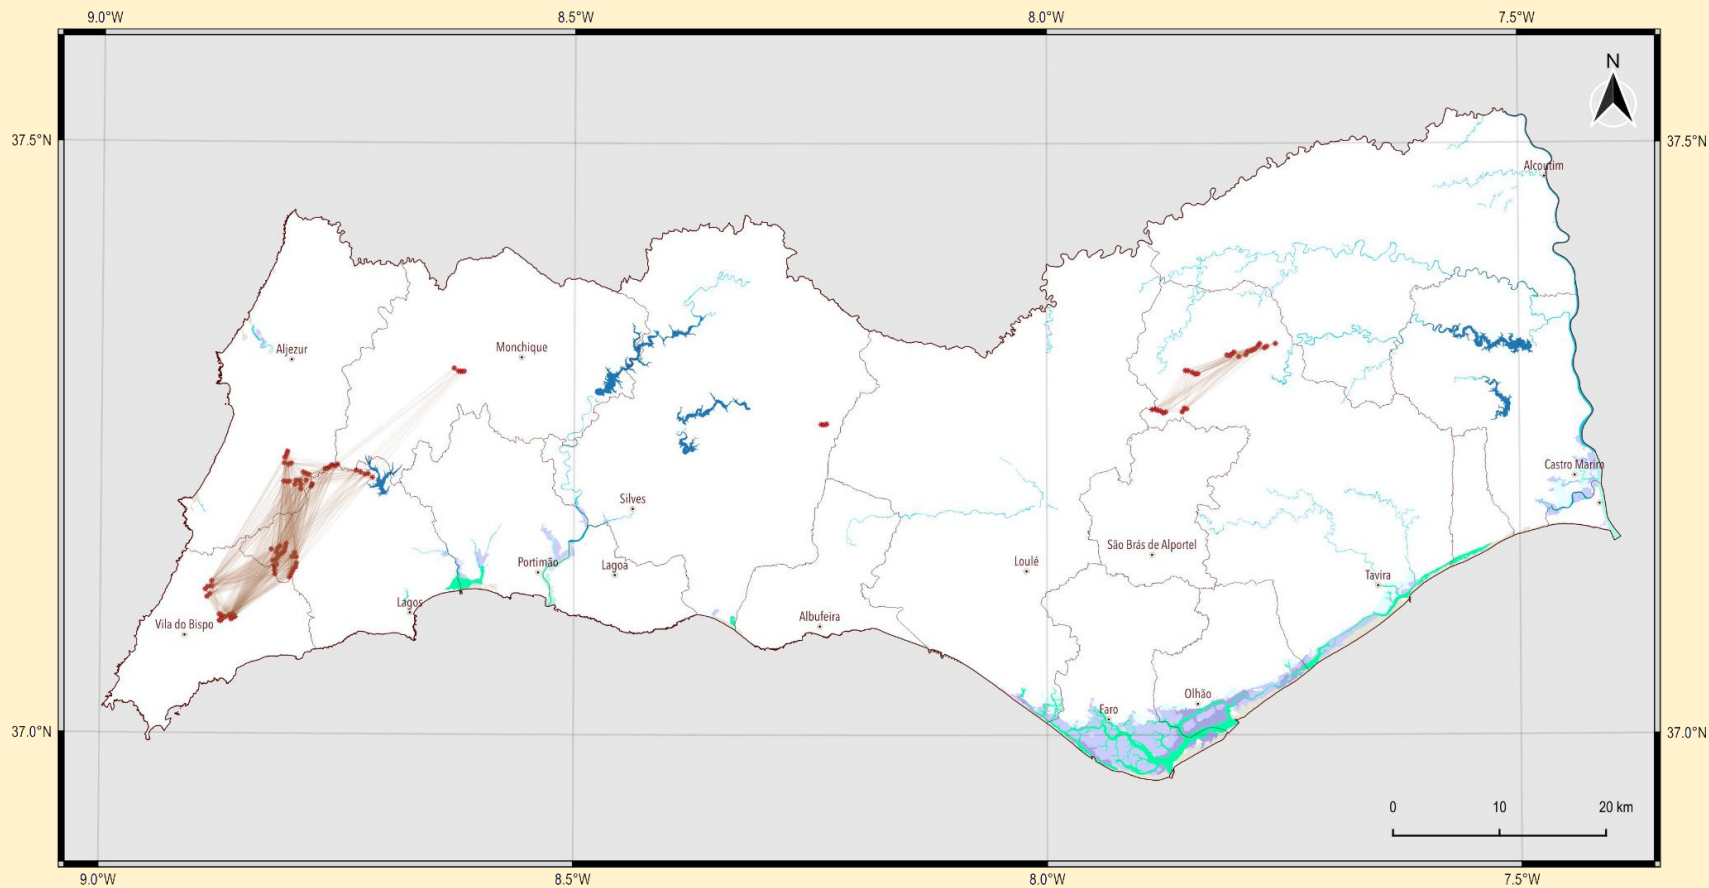 9.0°W 8.5°W 8.0°W 7.5°W
N
37.5°N 37.5°N
Alcoutim
Aljezur
Monchique
Castro Marim
Silves
São Brás de Alportel
Portimão
Lagoa
Loulé
Tavira
Lagos
Albufeira
Vila do Bispo
Olhão
Faro
37.0°N 37.0°N
0 10 20 km
9.0°W 8.5°W 8.0°W 7.5°W